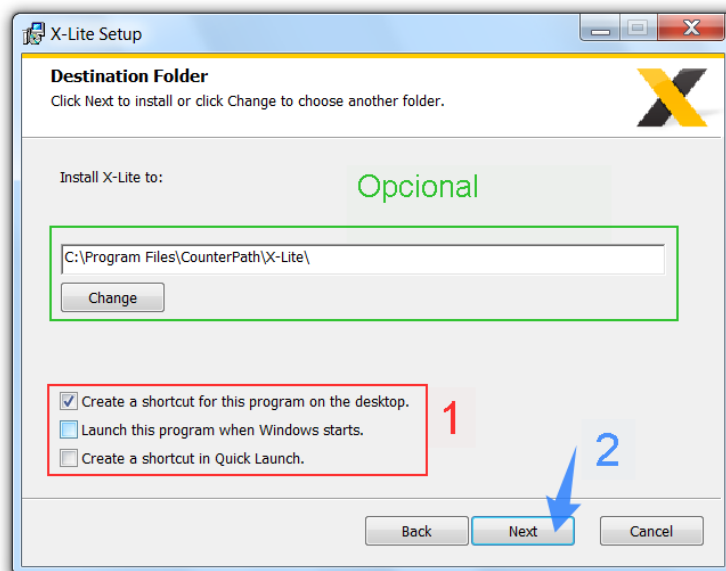 X-Lite Setup
Destination Folder
Click Next to install or click Change to choose another folder.
Install X-Lite to:
Opcional
C:\Program Files\CounterPath\X-Lite\
Change
Create a shortcut for this program on the desktop.
Launch this program when Windows starts.
Create a shortcut in Quick Launch.
1
2
Back Next Cancel